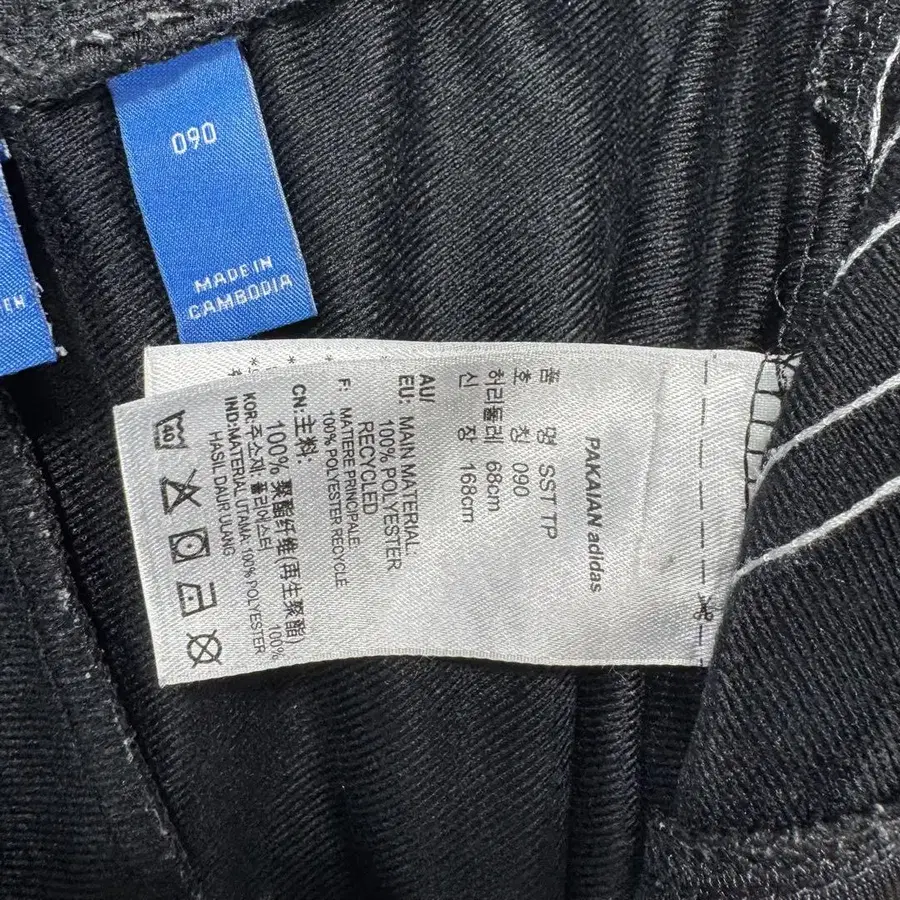 090
MADE IN
CAMBODIA
EN
PAKAIAN adidas
품 명 SST TP
호 칭 090
허리둘레 68cm
신 장 168cm
AU/
EU: MAIN MATERIAL:
100% POLYESTER
RECYCLED
F: MATIERE PRINCIPALE:
100% POLYESTER RECYCLE
CN:主料:
100% 聚酯纤维(再生聚酯)
KOR:주소재 폴리에스터 100%
IND:MATERIAL UTAMA: 100% POLYESTER
HASIL DAUR ULANG
40